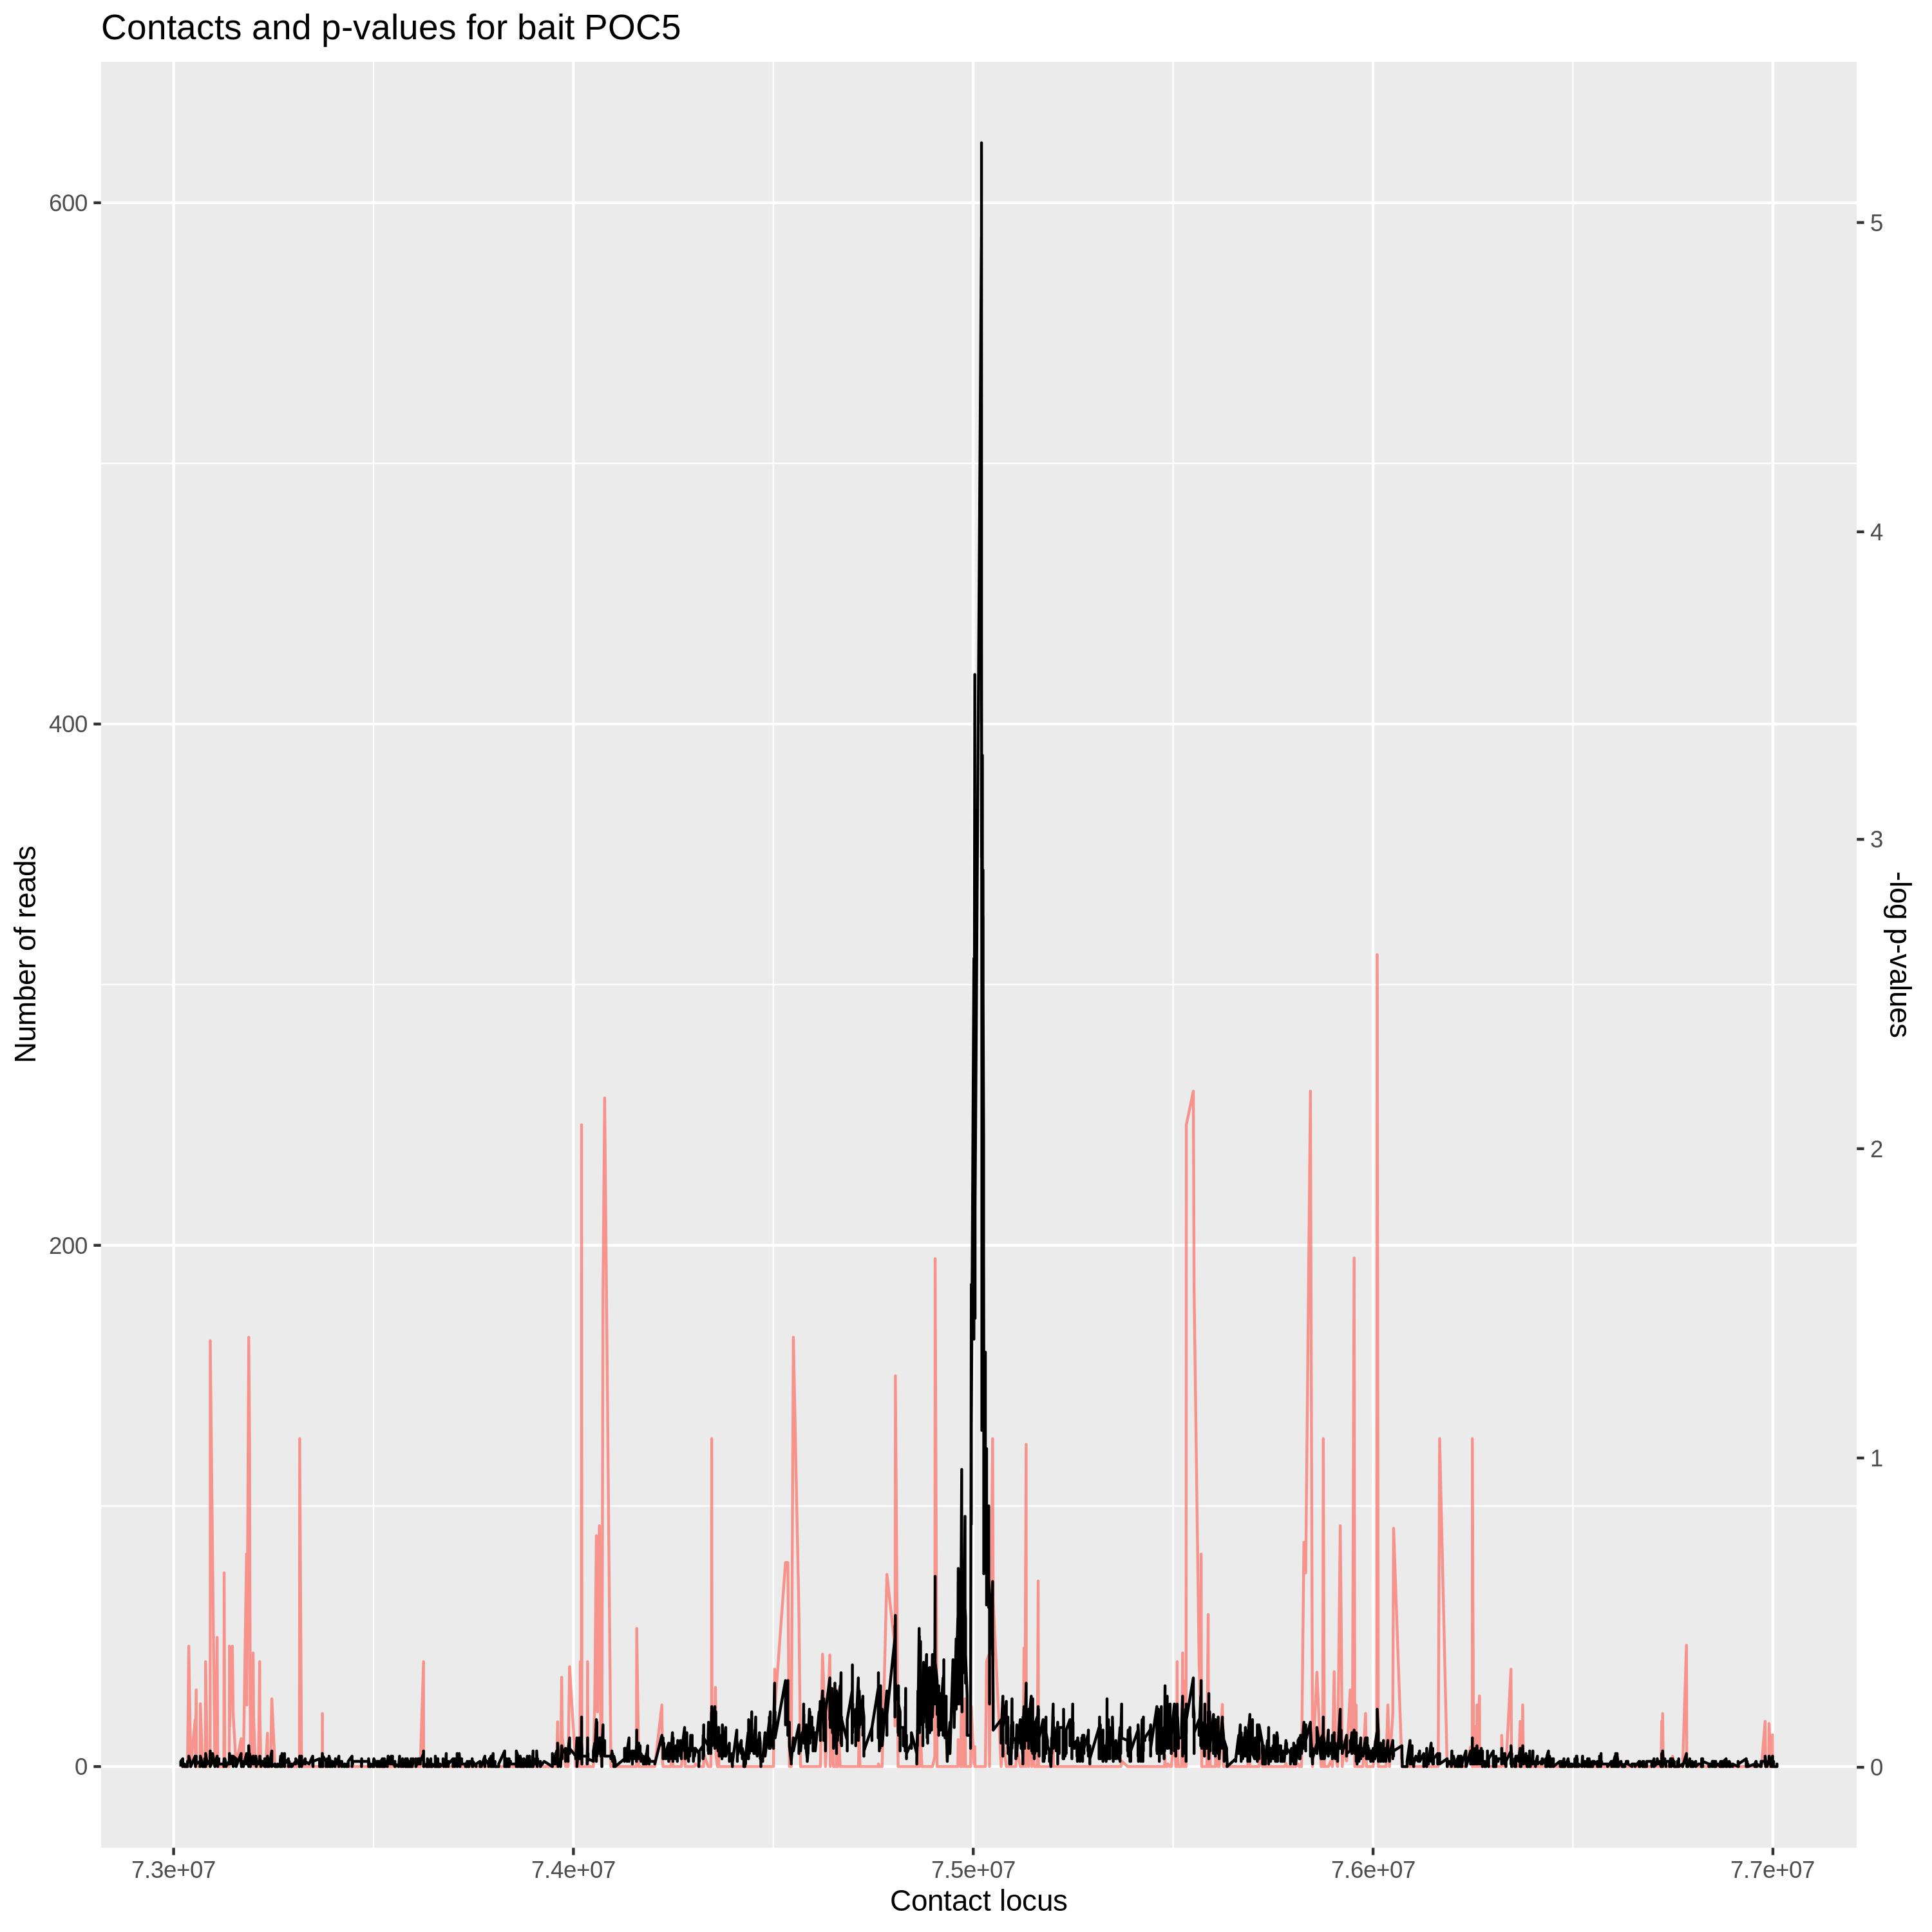 Contacts and p-values for bait POC5
600
400
200
0
Number of reads
5
4
3
2
1
0
-log p-values
7.3e+07
7.4e+07
7.5e+07
7.6e+07
7.7e+07
Contact locus